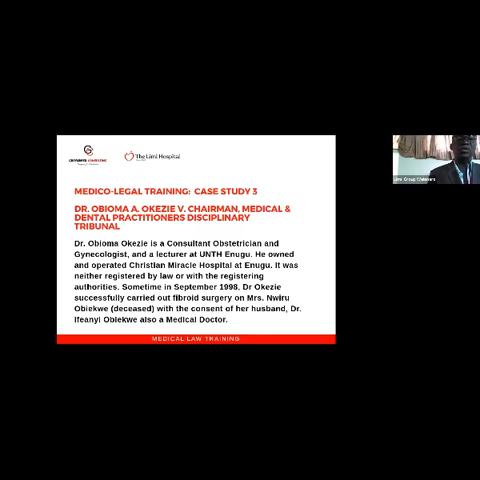 The Limi Hospital
MEDICO-LEGAL TRAINING: CASE STUDY 3
DR. OBIOMA A. OKEZIE V. CHAIRMAN, MEDICAL &
DENTAL PRACTITIONERS DISCIPLINARY
TRIBUNAL
Dr. Obioma Okezie is a Consultant Obstetrician and
Gynecologist, and a lecturer at UNTH Enugu. He owned
and operated Christian Miracle Hospital at Enugu. It was
neither registered by law or with the registering
authorities. Sometime in September 1998, Dr Okezie
successfully carried out fibroid surgery on Mrs. Nwiru
Obiekwe (deceased) with the consent of her husband, Dr.
Ifeanyi Obiekwe also a Medical Doctor.
MEDICAL LAW TRAINING